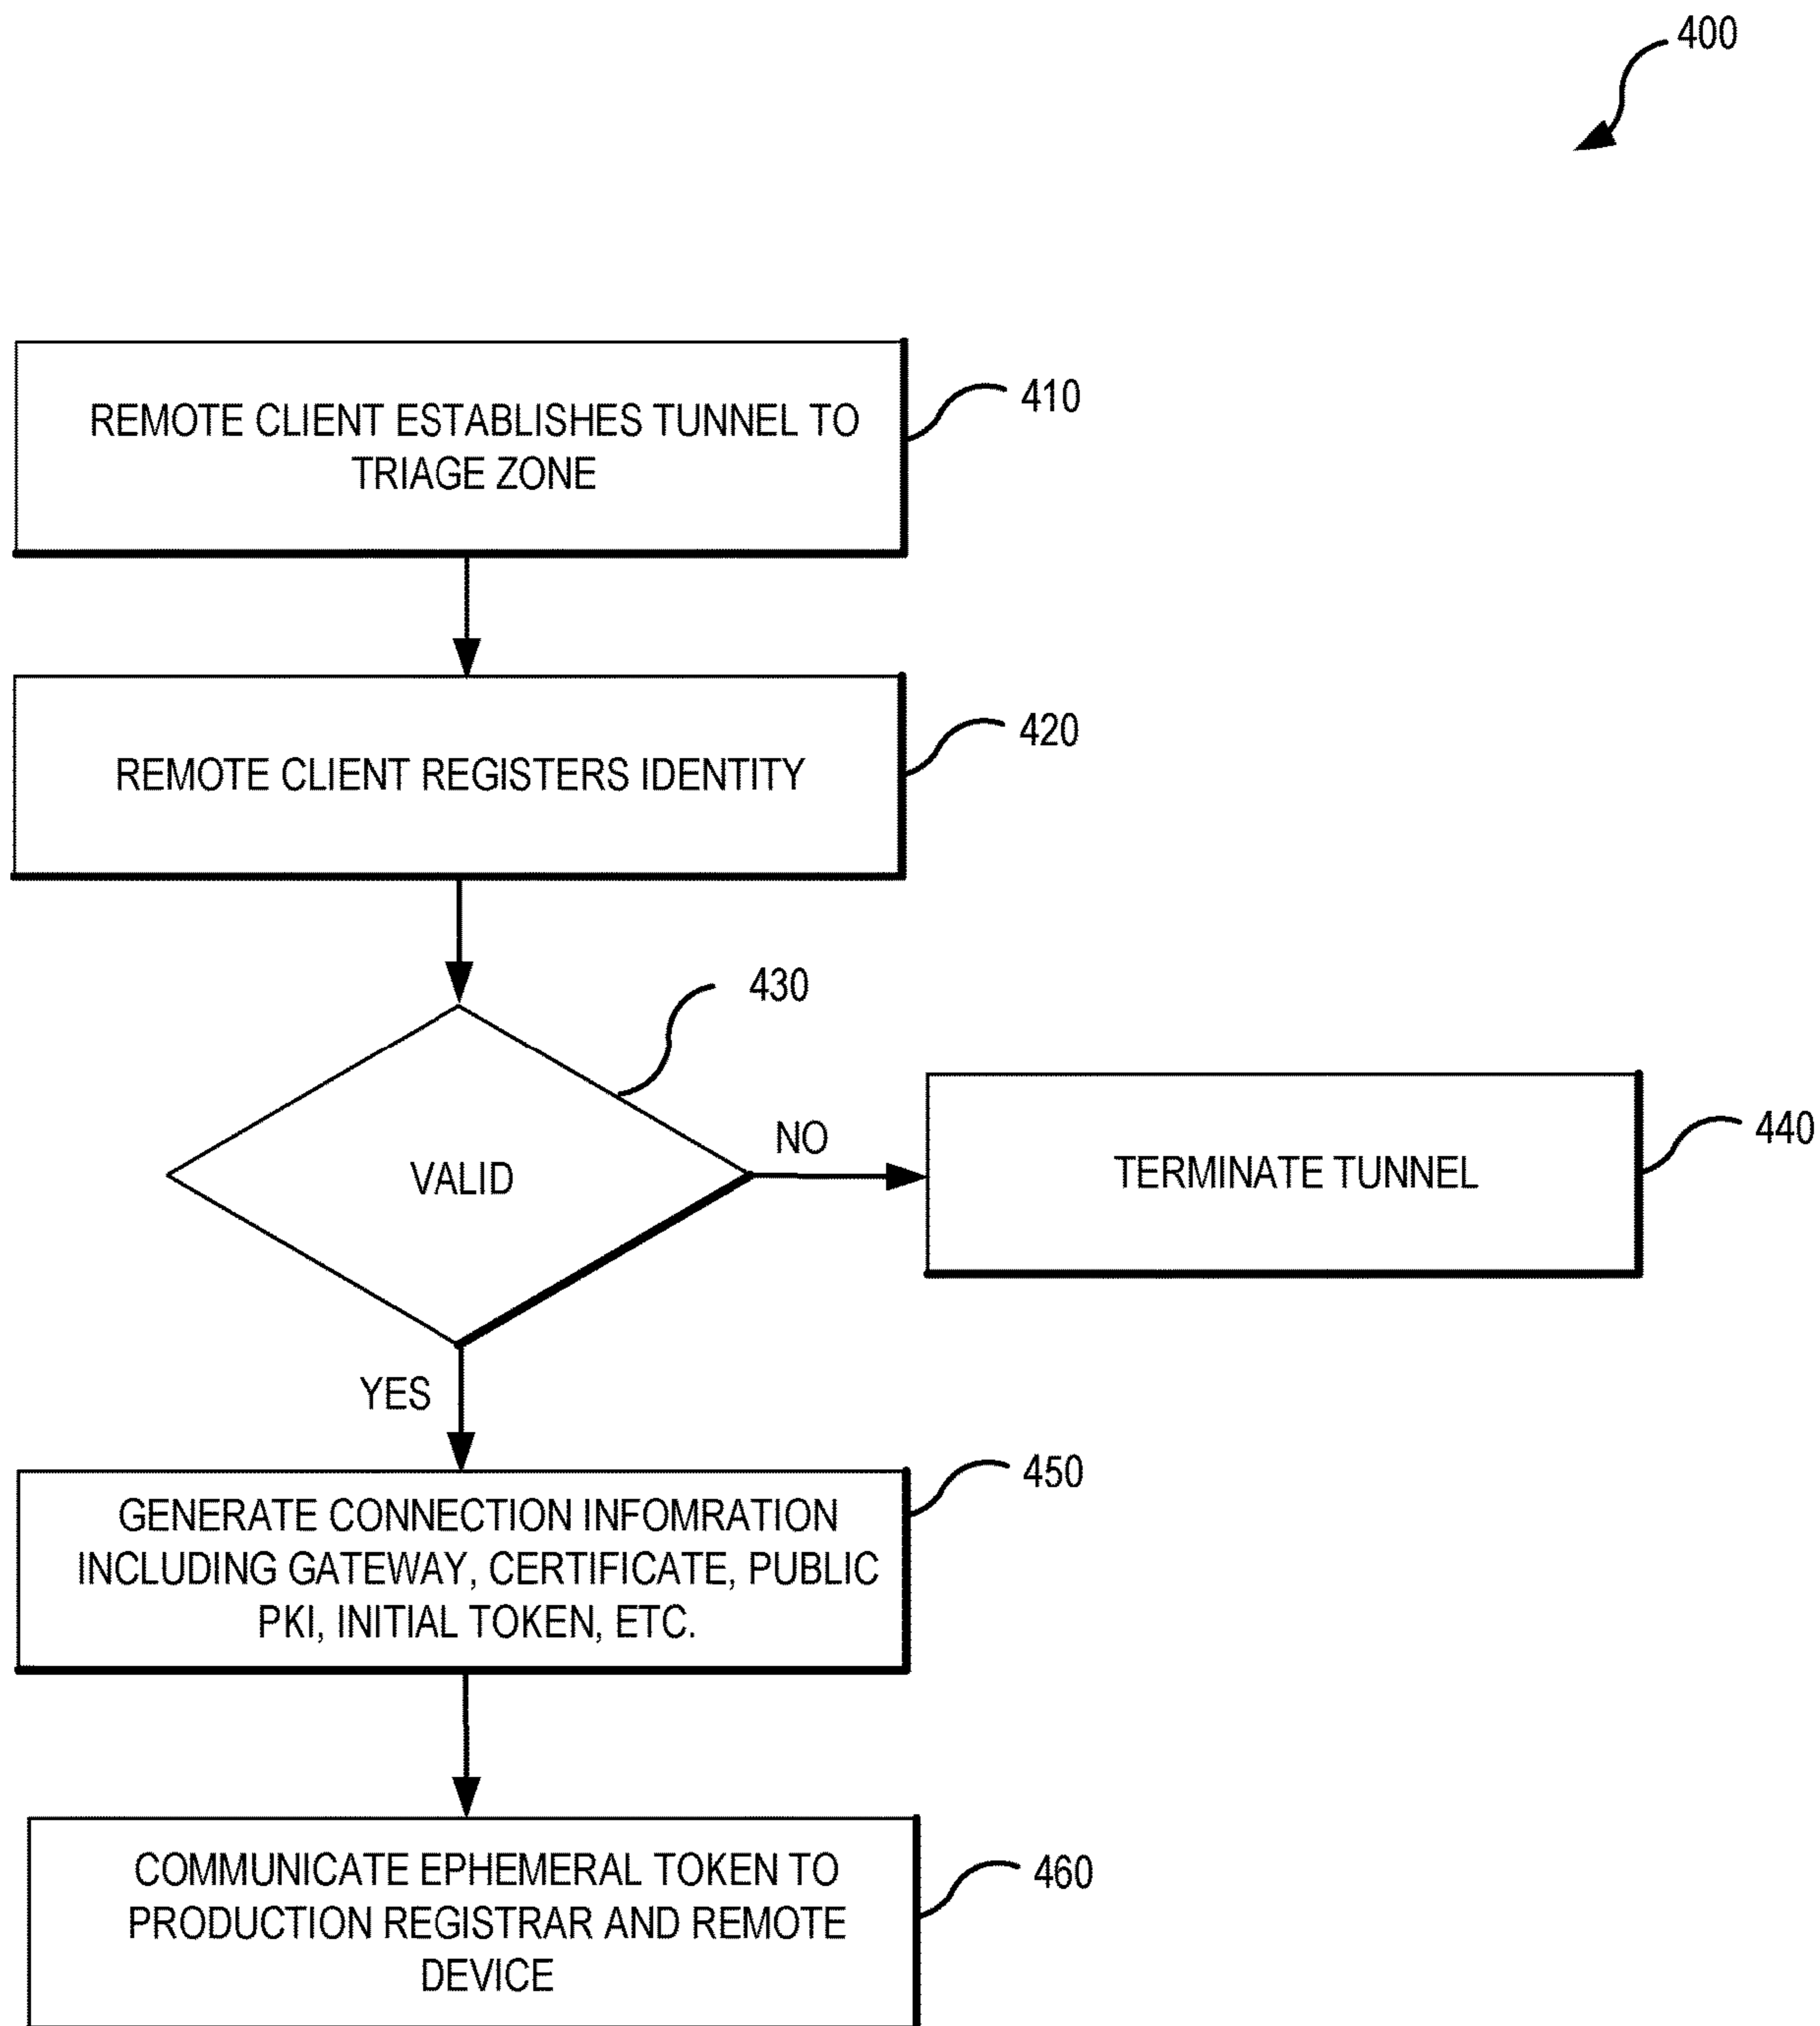 400
REMOTE CLIENT ESTABLISHES TUNNEL TO
TRIAGE ZONE
410
REMOTE CLIENT REGISTERS IDENTITY
420
430
VALID
NO
TERMINATE TUNNEL
440
YES
GENERATE CONNECTION INFOMRATION
INCLUDING GATEWAY, CERTIFICATE, PUBLIC
PKI, INITIAL TOKEN, ETC.
450
COMMUNICATE EPHEMERAL TOKEN TO
PRODUCTION REGISTRAR AND REMOTE
DEVICE
460